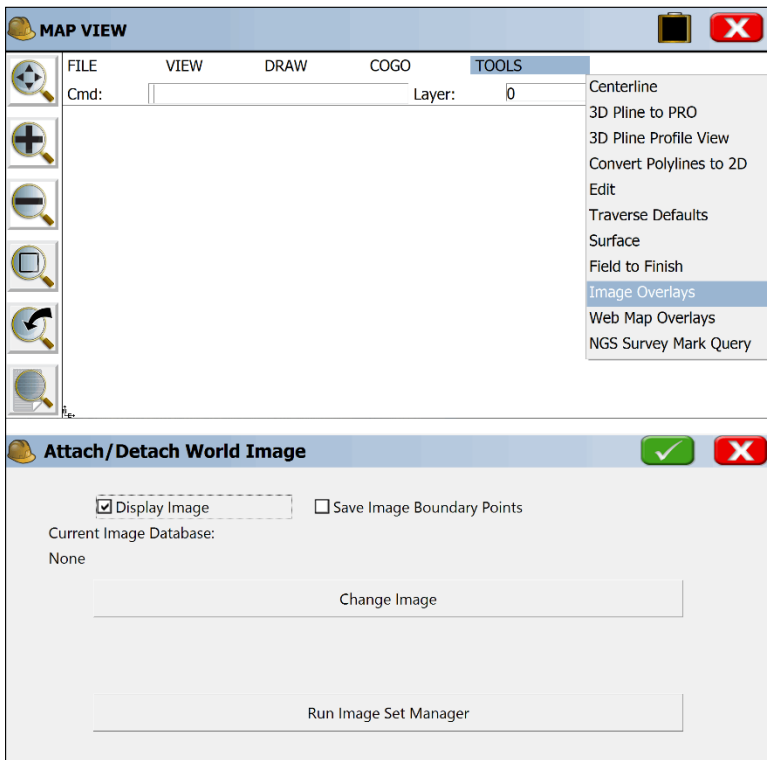 MAP VIEW
FILE VIEW DRAW COGO TOOLS
Cmd: Layer: 0
Centerline
3D Pline to PRO
3D Pline Profile View
Convert Polylines to 2D
Edit
Traverse Defaults
Surface
Field to Finish
Image Overlays
Web Map Overlays
NGS Survey Mark Query
Attach/Detach World Image
Display Image Save Image Boundary Points
Current Image Database:
None
Change Image
Run Image Set Manager